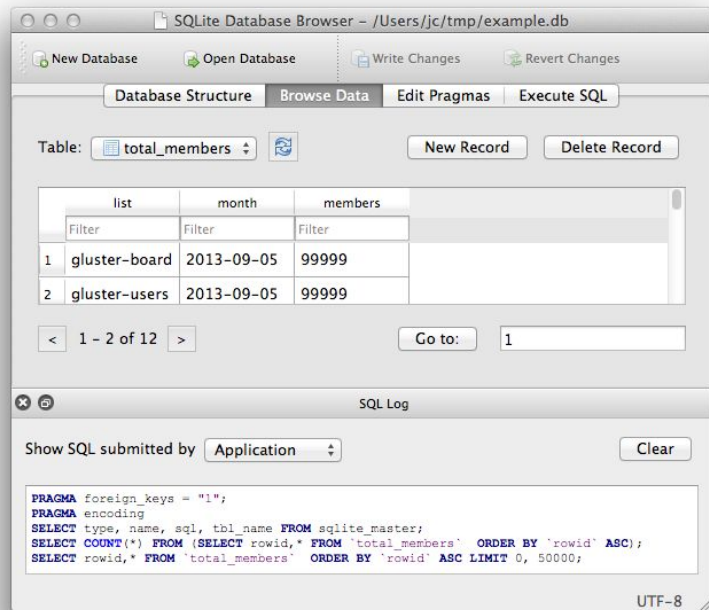 SQLite Database Browser - /Users/jc/tmp/example.db
New Database Open Database Write Changes Revert Changes
Database Structure Browse Data Edit Pragmas Execute SQL
Table: total_members New Record Delete Record
list month members
Filter Filter Filter
1 gluster-board 2013-09-05 99999
2 gluster-users 2013-09-05 99999
< 1 - 2 of 12 > Go to: 1
SQL Log
Show SQL submitted by Application Clear
PRAGMA foreign_keys = "1";
PRAGMA encoding
SELECT type, name, sql, tbl_name FROM sqlite_master;
SELECT COUNT(*) FROM (SELECT rowid,* FROM `total_members` ORDER BY `rowid` ASC);
SELECT rowid,* FROM `total_members` ORDER BY `rowid` ASC LIMIT 0, 50000;
UTF-8